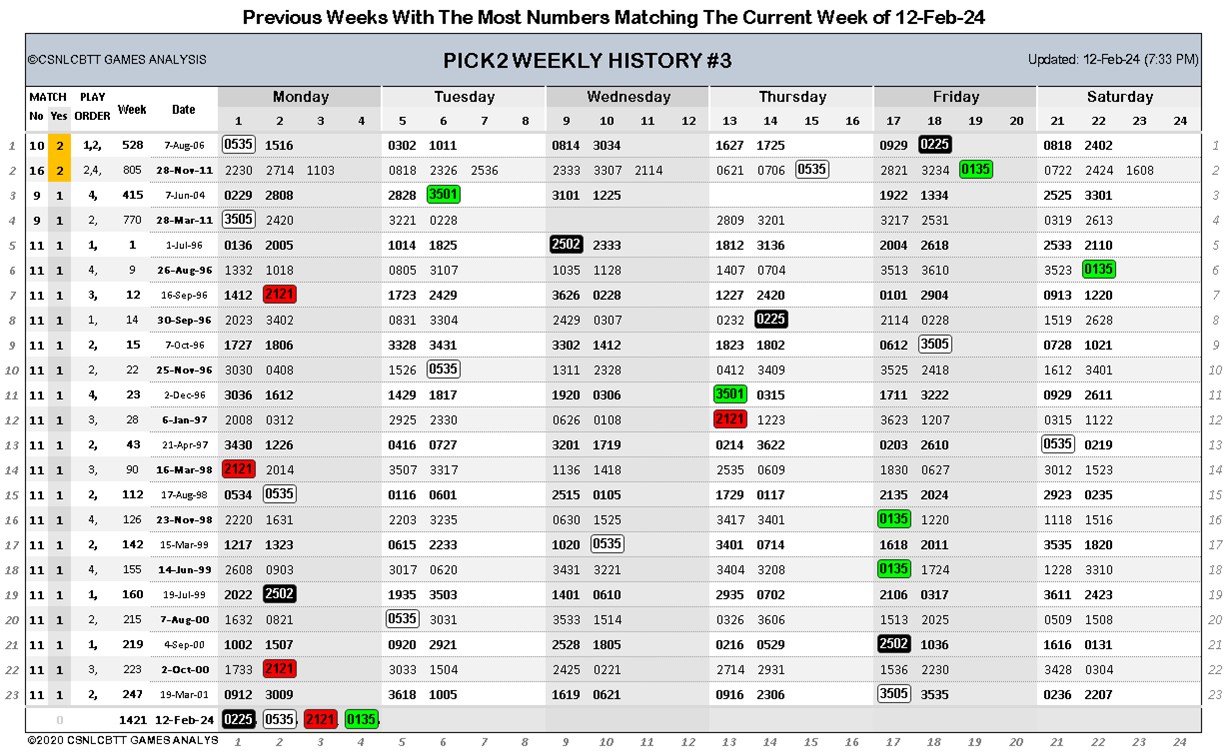 Previous Weeks With The Most Numbers Matching The Current Week of 12-Feb-24
©CSNLCBTT GAMES ANALYSIS PICK2 WEEKLY HISTORY #3 Updated: 12-Feb-24 (7:33 PM)
MATCH PLAY Week Date Monday Tuesday Wednesday Thursday Friday Saturday
No Yes ORDER 1 2 3 4 5 6 7 8 9 10 11 12 13 14 15 16 17 18 19 20 21 22 23 24
1 10 2 1,2, 528 7-Aug-06 0535 1516 0302 1011 0814 3034 1627 1725 0929 0225 0818 2402 1
2 16 2 2,4, 805 28-Nov-11 2230 2714 1103 0818 2326 7536 2333 3307 2114 0621 0706 0535 2821 3234 0135 0722 2424 1608 2
3 9 1 4, 415 7-Jun-04 0229 2808 2828 3501 3101 1225 1922 1334 2525 3301 3
4 9 1 2, 770 28-Mar-11 3505 2420 3221 0228 2809 3201 3217 2531 0319 2613 4
5 11 1 1, 1 1-Jul-96 0136 2005 1014 1825 2502 2333 1812 3136 2004 2618 2533 2110 5
6 11 1 4, 9 26-Aug-96 1332 1018 0805 3107 1035 1128 1407 0704 3513 3610 3523 0135 6
7 11 1 3, 12 16-Sep-96 1412 2121 1723 2429 3626 0228 1227 2420 0101 2904 0913 1220 7
8 11 1 1, 14 30-Sep-96 2023 3402 0831 3304 2429 0307 0232 0225 2114 0228 1519 2628 8
9 11 1 2, 15 7-Oct-96 1727 1806 3328 3431 3302 1412 1823 1802 0612 3505 0728 1021 9
10 11 1 2, 22 25-Nov-96 3030 0408 1526 0535 1311 2328 0412 3409 3525 2418 1612 3401 10
11 11 1 4, 23 2-Dec-96 3036 1612 1429 1817 1920 0306 3501 0315 1711 3222 0929 2611 11
12 11 1 3, 28 6-Jan-97 2008 0312 2925 2330 0626 0108 2121 1223 3623 1207 0315 1122 12
13 11 1 2, 43 21-Apr-97 3430 1226 0416 0727 3201 1719 0214 3622 0203 2610 0535 0219 13
14 11 1 3, 90 16-Mar-98 2121 2014 3507 3317 1136 1418 2535 0609 1830 0627 3012 1523 14
15 11 1 2, 112 17-Aug-98 0534 0535 0116 0601 2515 0105 1729 0117 2135 2024 2923 0235 15
16 11 1 4, 126 23-Nov-98 2220 1631 2203 3235 0630 1525 3417 3401 0135 1220 1118 1516 16
17 11 1 2, 142 15-Mar-99 1217 1323 0615 2233 1020 0535 3401 0714 1618 2011 3535 1820 17
18 11 1 4, 155 14-Jun-99 2608 0903 3017 0620 3431 3221 3404 3208 0135 1724 1228 3310 18
19 11 1 1, 160 19-Jul-99 2022 2502 1935 3503 1401 0610 2935 0702 2106 0317 3611 2423 19
20 11 1 2, 215 7-Aug-00 1632 0821 0535 3031 3533 1514 0326 3606 1513 2025 0509 1508 20
21 11 1 1, 219 4-Sep-00 1002 1507 0920 2921 2528 1805 0216 0529 2502 1036 1616 0131 21
22 11 1 3, 223 2-Oct-00 1733 2121 3033 1504 2425 0221 2714 2931 1536 2230 3428 0304 22
23 11 1 2, 247 19-Mar-01 0912 3009 3618 1005 1619 0621 0916 2306 3505 3535 0236 2207 23
0 1421 12-Feb-24 0225, 0535, 2121, 0135,
©2020 CSNLCBTT GAMES ANALYS 1 2 3 4 5 6 7 8 9 10 11 12 13 14 15 16 17 18 19 20 21 22 23 24